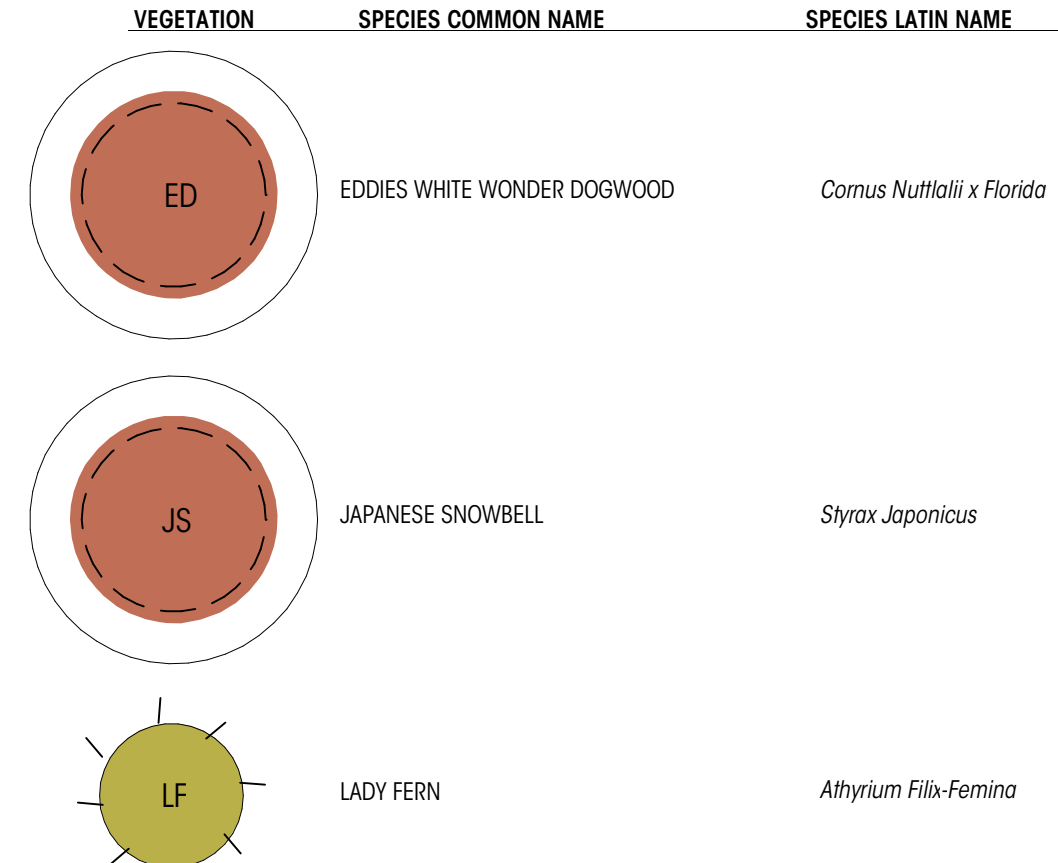 VEGETATION SPECIES COMMON NAME SPECIES LATIN NAME
ED EDDIES WHITE WONDER DOGWOOD Cornus Nuttlalii x Florida
JS JAPANESE SNOWBELL Styrax Japonicus
LF LADY FERN Athyrium Filix-Femina